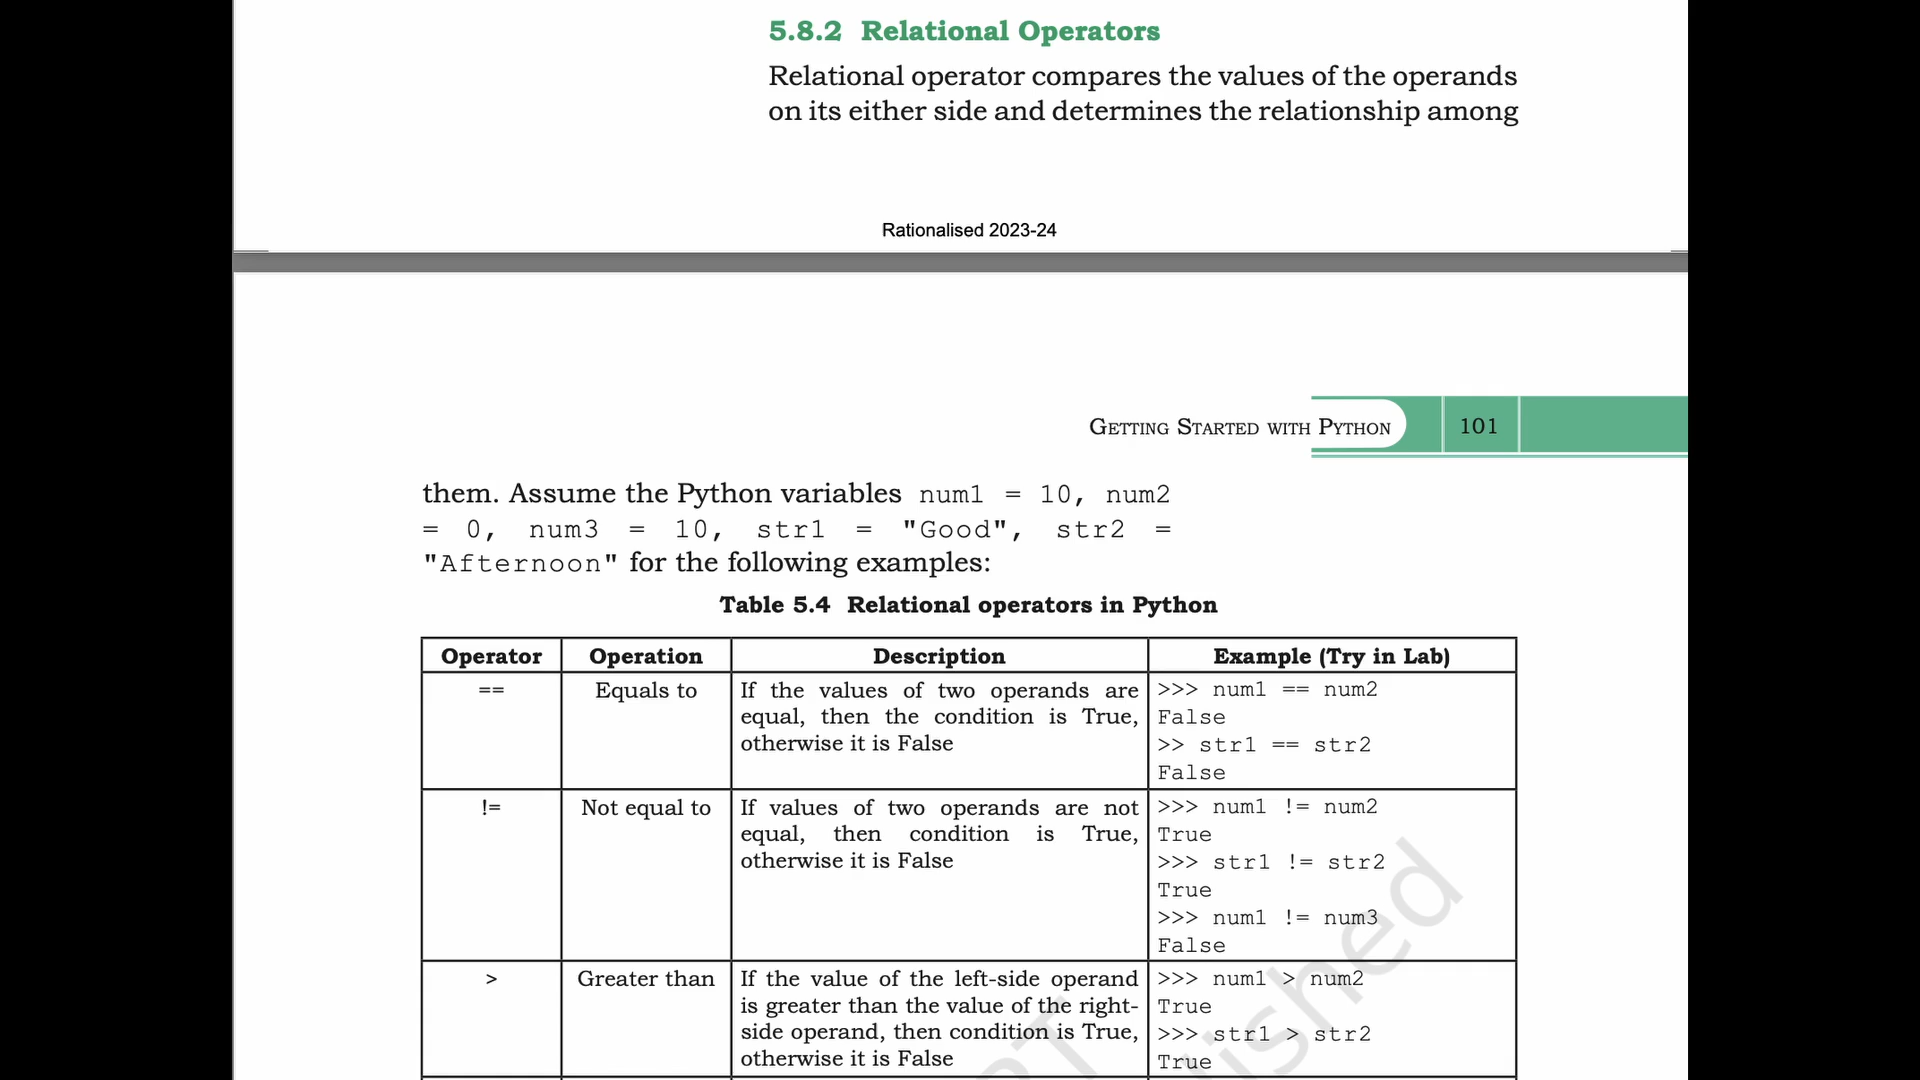 5.8.2 Relational Operators
Relational operator compares the values of the operands
on its either side and determines the relationship among
Rationalised 2023-24
Getting Started with Python 101
them. Assume the Python variables num1 = 10, num2
= 0, num3 = 10, str1 = "Good", str2 =
"Afternoon" for the following examples:
Table 5.4 Relational operators in Python
Operator Operation Description Example (Try in Lab)
== Equals to If the values of two operands are >>> num1 == num2
equal, then the condition is True, False
otherwise it is False >> str1 == str2
False
!= Not equal to If values of two operands are not >>> num1 != num2
equal, then condition is True, True
otherwise it is False >>> str1 != str2
True
>>> num1 != num3
False
> Greater than If the value of the left-side operand >>> num1 > num2
is greater than the value of the right- True
side operand, then condition is True, >>> str1 > str2
otherwise it is False True